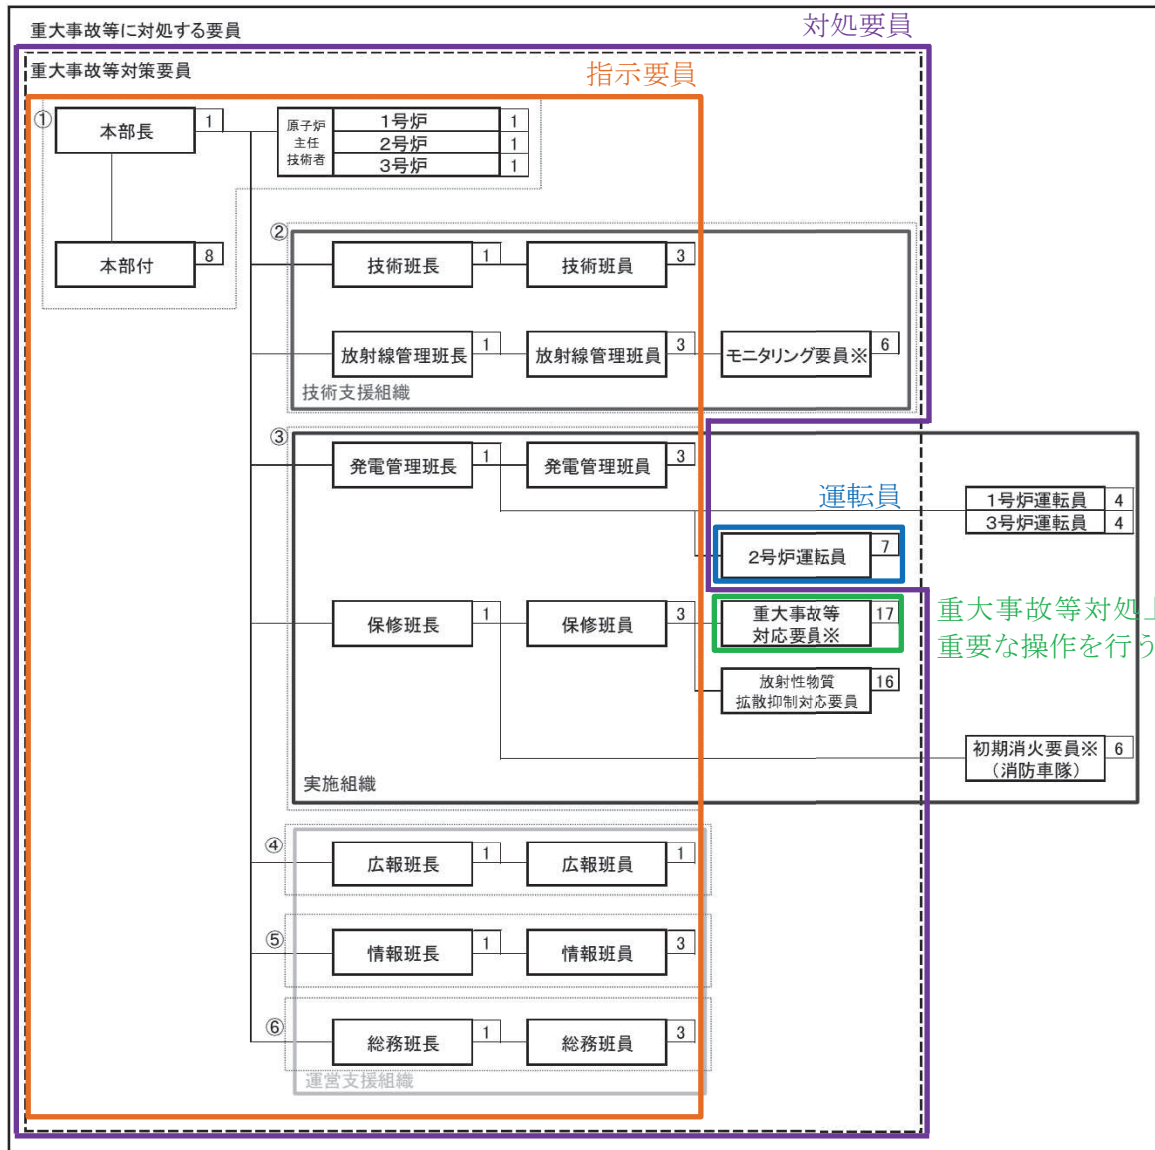 重大事故等に対処する要員
対処要員
重大事故等対策要員
指示要員
①
本部長
1
原子炉
主任
技術者
1号炉
1
2号炉
1
3号炉
1
本部付
8
②
技術班長
1
技術班員
3
放射線管理班長
1
放射線管理班員
3
モニタリング要員※
6
技術支援組織
③
発電管理班長
1
発電管理班員
3
運転員
1号炉運転員
4
3号炉運転員
4
2号炉運転員
7
保修班長
1
保修班員
3
重大事故等
対応要員※
17
重大事故等対処上
重要な操作を行う
放射性物質
拡散抑制対応要員
16
初期消火要員※
(消防車隊)
6
実施組織
④
広報班長
1
広報班員
1
⑤
情報班長
1
情報班員
3
⑥
総務班長
1
総務班員
3
運営支援組織